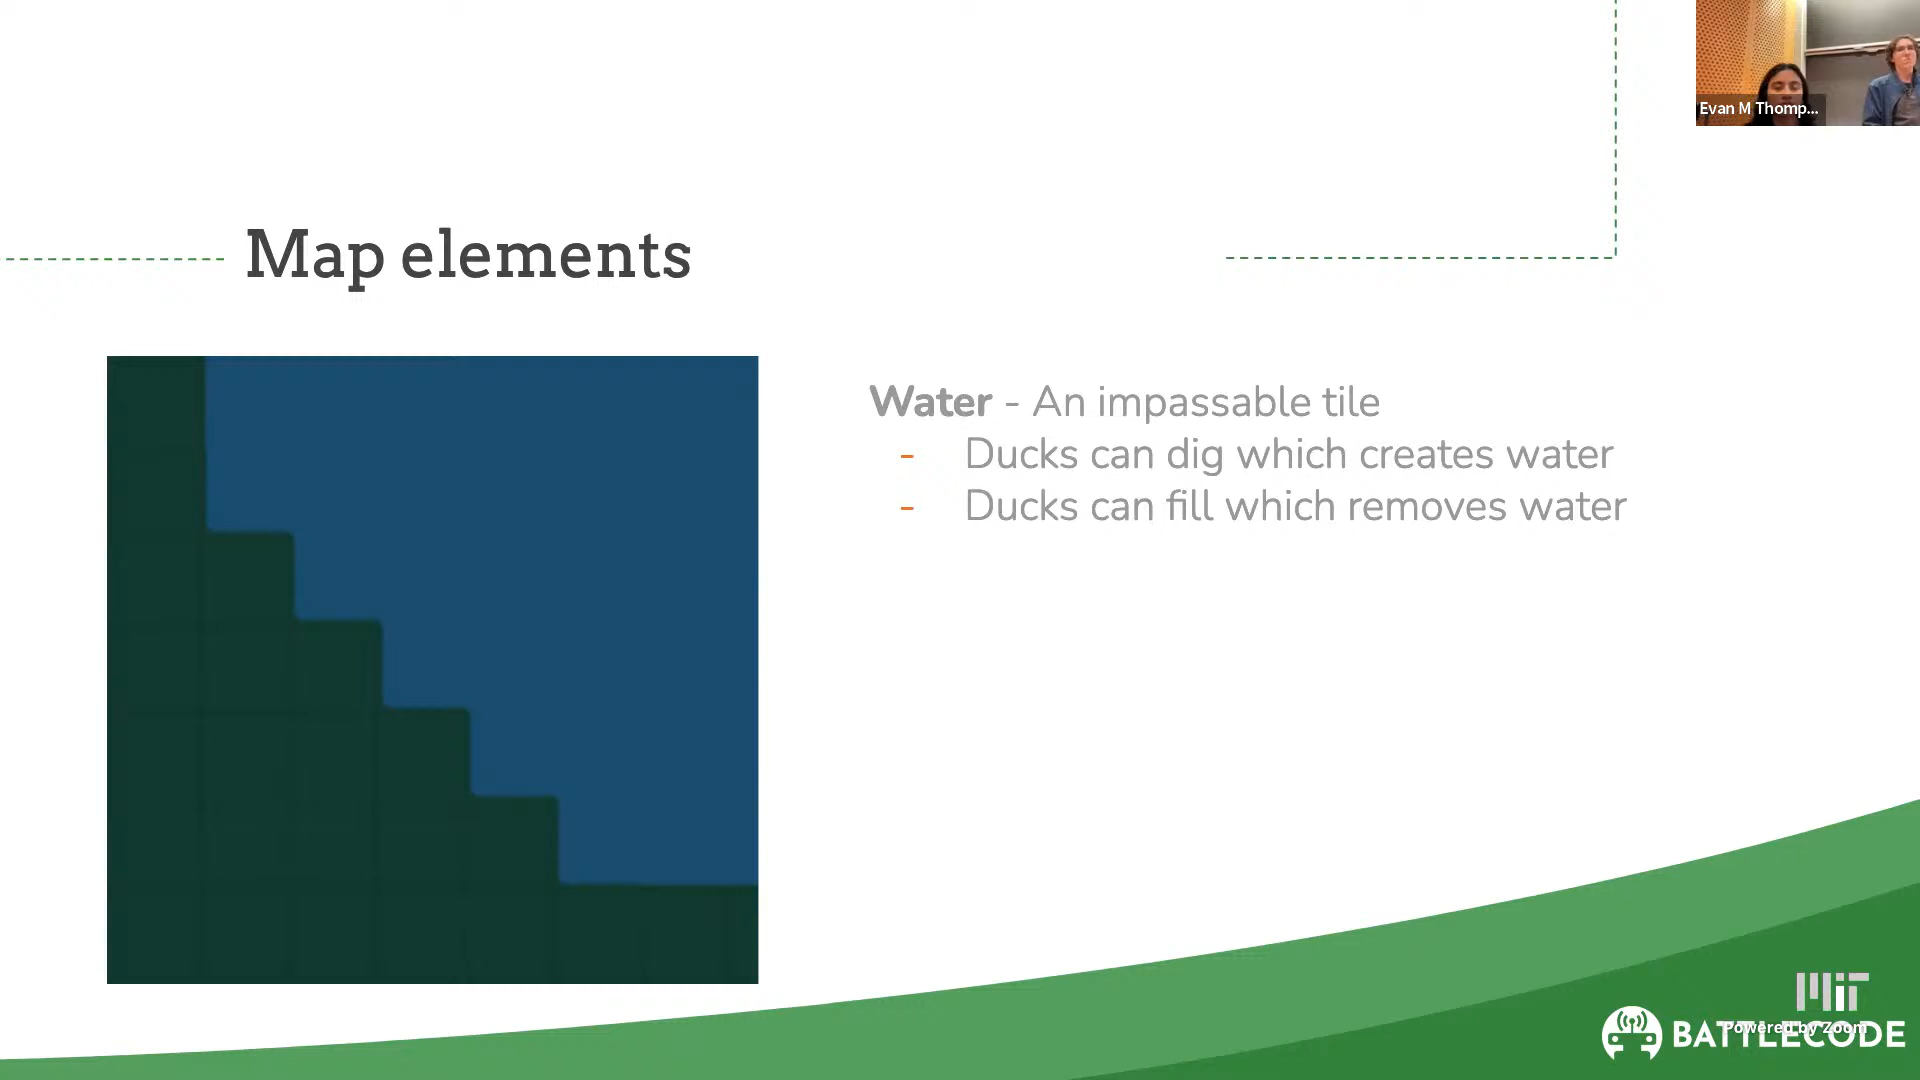 Evan M Thomp...
Map elements
Water - An impassable tile
- Ducks can dig which creates water
- Ducks can fill which removes water
MIT
Powered by Zoom
BATTLECODE